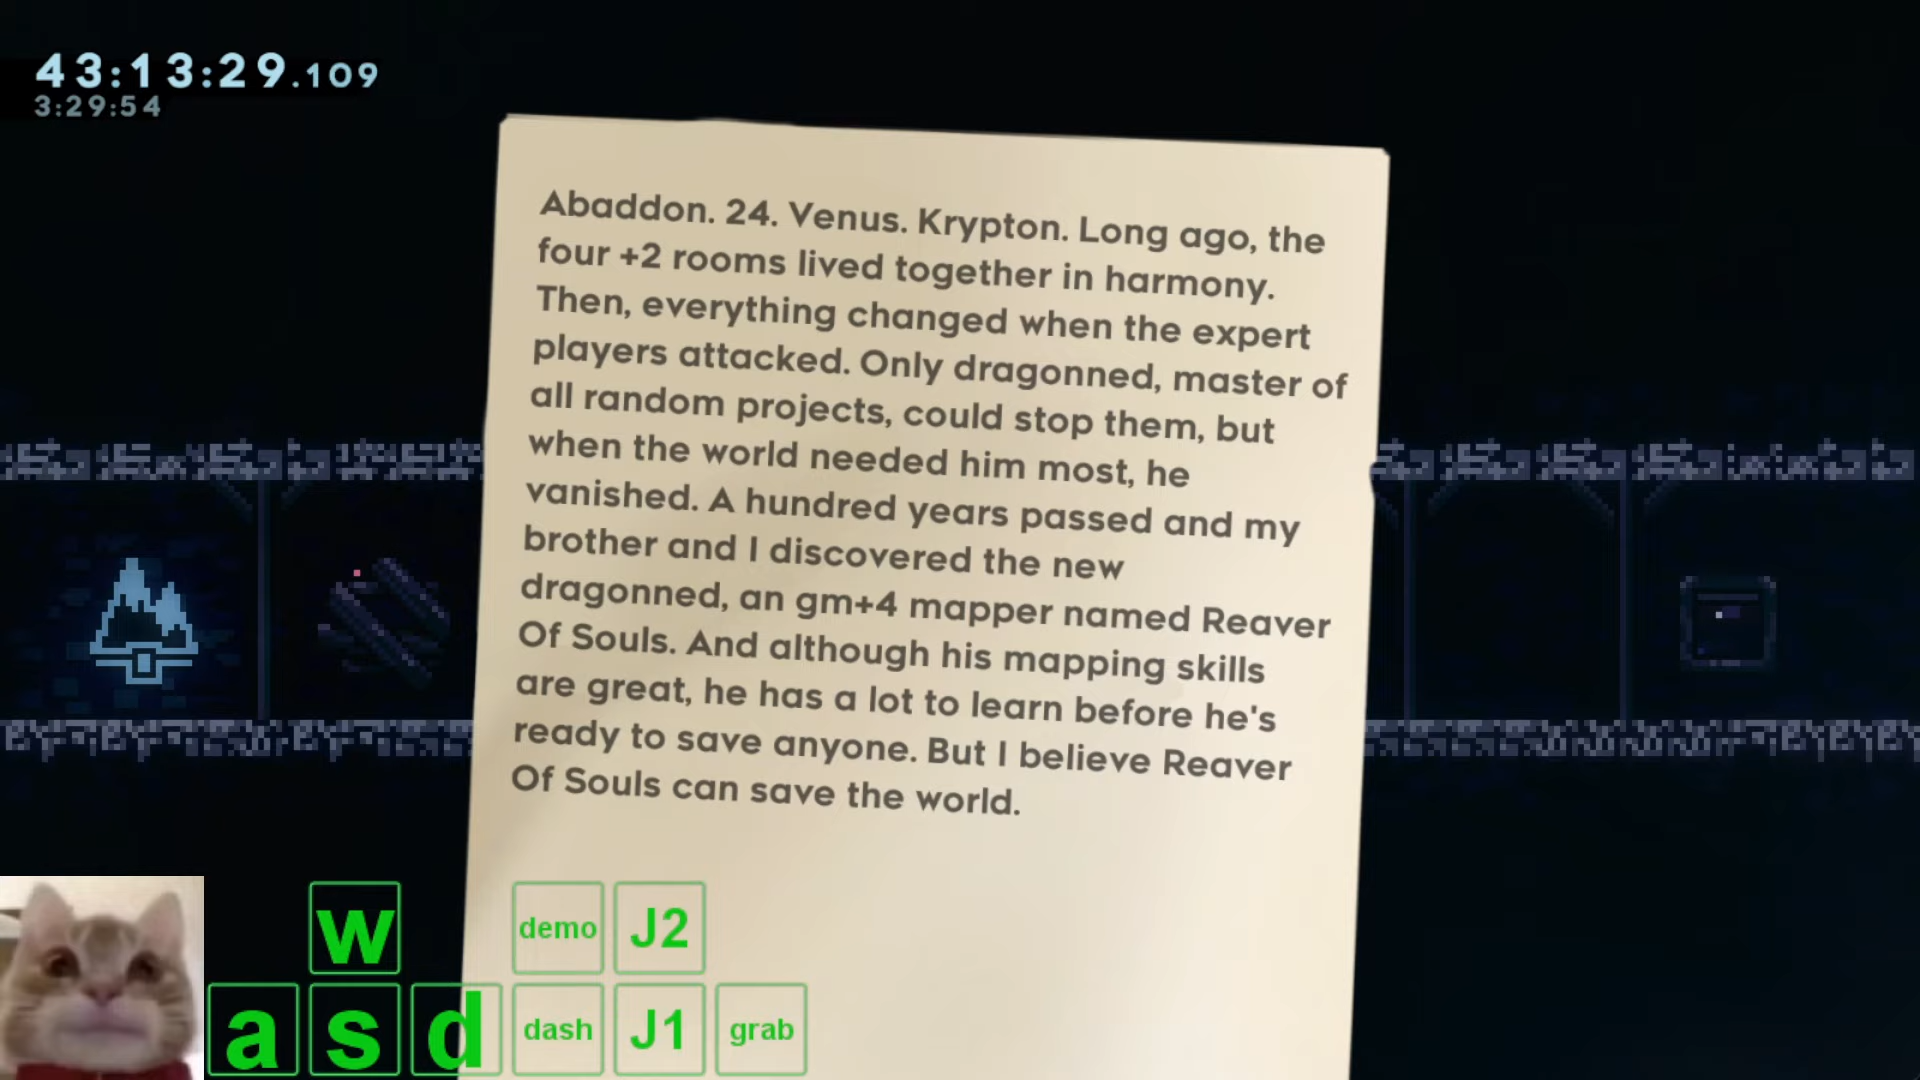 43:13:29.109
3:29:54
Abaddon. 24. Venus. Krypton. Long ago, the
four +2 rooms lived together in harmony.
Then, everything changed when the expert
players attacked. Only dragonned, master of
all random projects, could stop them, but
when the world needed him most, he
vanished. A hundred years passed and my
brother and I discovered the new
dragonned, an gm+4 mapper named Reaver
Of Souls. And although his mapping skills
are great, he has a lot to learn before he's
ready to save anyone. But I believe Reaver
Of Souls can save the world.
w
demo
J2
a
s
d
dash
J1
grab